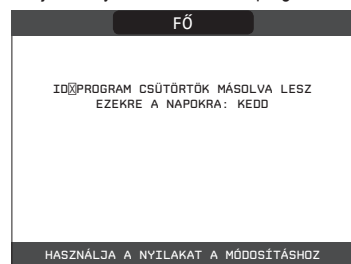 FŐ
ID☒PROGRAM CSÜTÖRTÖK MÁSOLVA LESZ
EZEKRE A NAPOKRA: KEDD
HASZNÁLJA A NYILAKAT A MÓDOSÍTÁSHOZ